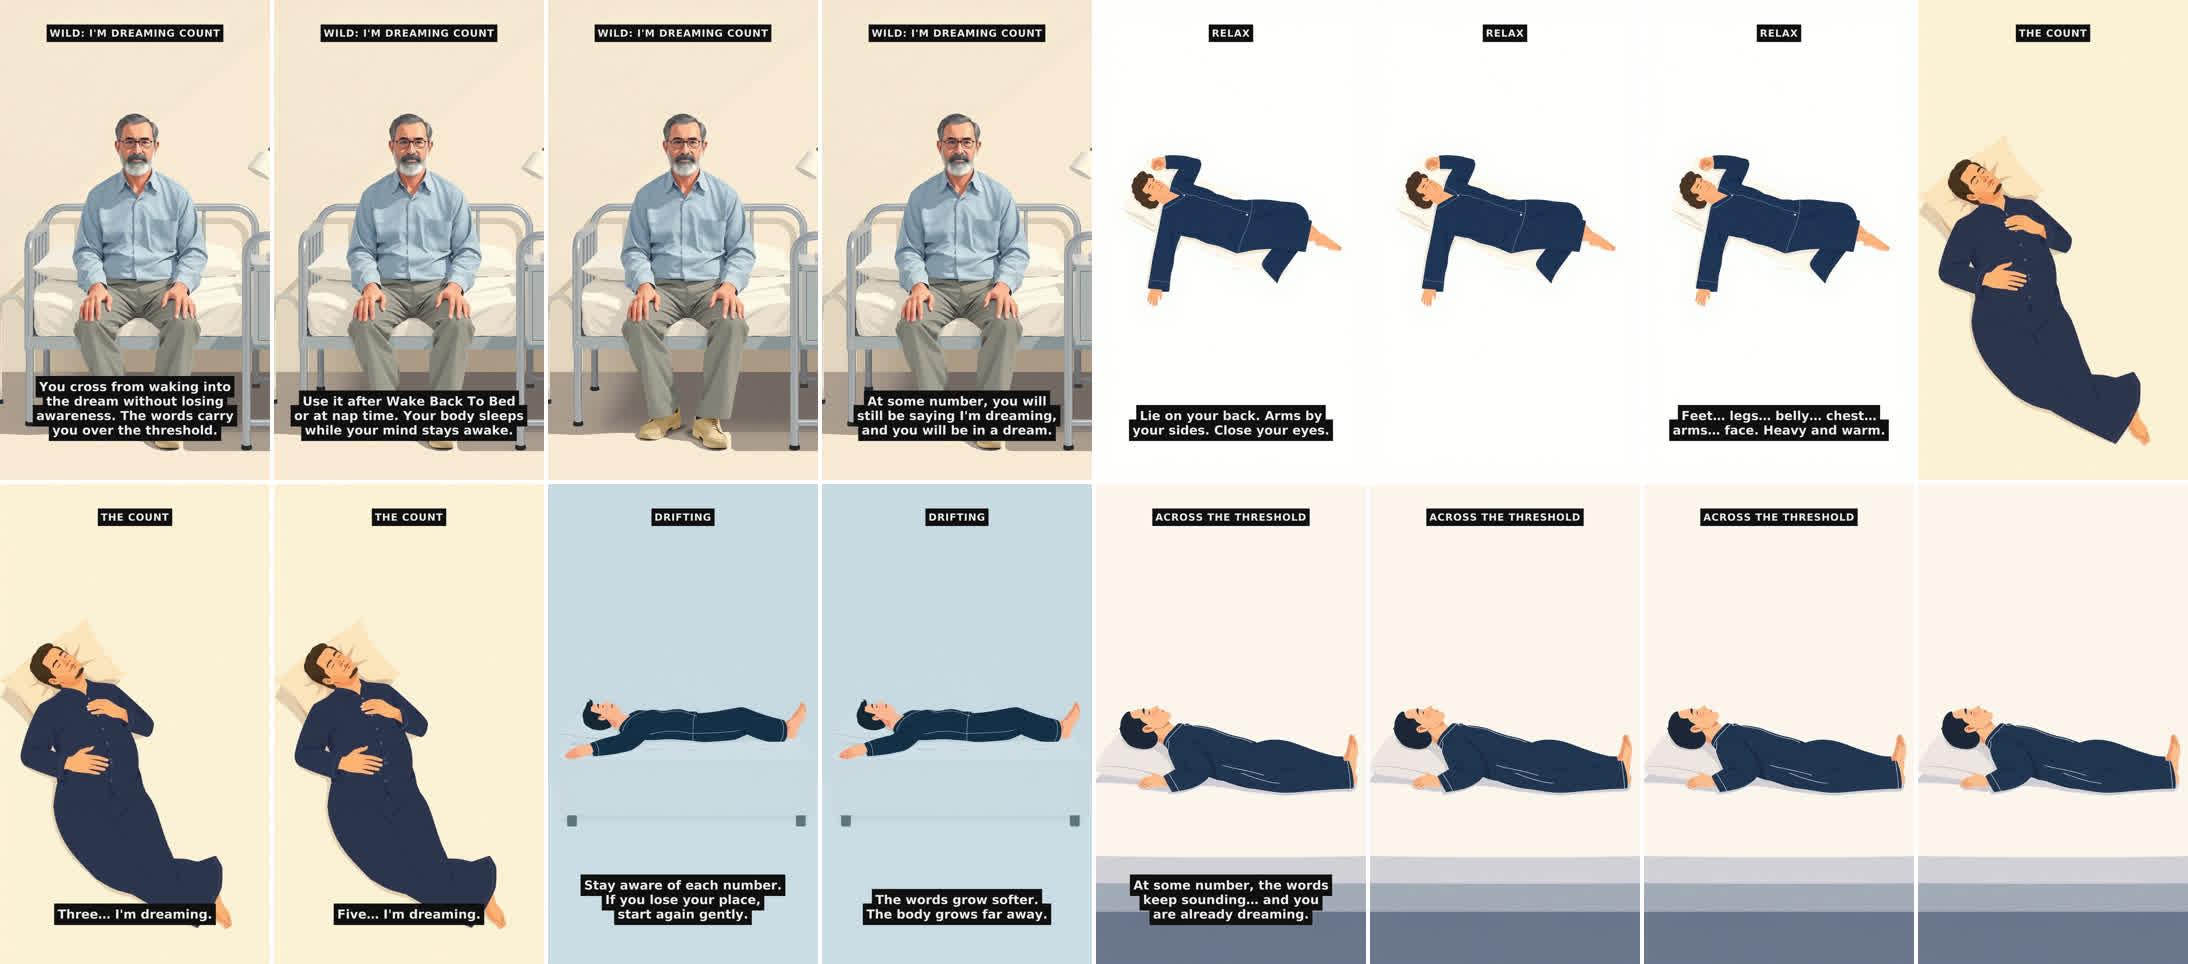 WILD: I'M DREAMING COUNT
You cross from waking into
the dream without losing
awareness. The words carry
you over the threshold.
WILD: I'M DREAMING COUNT
Use it after Wake Back To Bed
or at nap time. Your body sleeps
while your mind stays awake.
WILD: I'M DREAMING COUNT
WILD: I'M DREAMING COUNT
At some number, you will
still be saying I'm dreaming,
and you will be in a dream.
RELAX
Lie on your back. Arms by
your sides. Close your eyes.
RELAX
RELAX
Feet... legs... belly... chest...
arms... face. Heavy and warm.
THE COUNT
THE COUNT
Three... I'm dreaming.
THE COUNT
Five... I'm dreaming.
DRIFTING
Stay aware of each number.
If you lose your place,
start again gently.
DRIFTING
The words grow softer.
The body grows far away.
ACROSS THE THRESHOLD
At some number, the words
keep sounding... and you
are already dreaming.
ACROSS THE THRESHOLD
ACROSS THE THRESHOLD